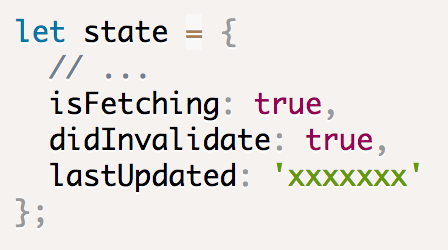 let state = {
  // ...
  isFetching: true,
  didInvalidate: true,
  lastUpdated: 'xxxxxxx'
};